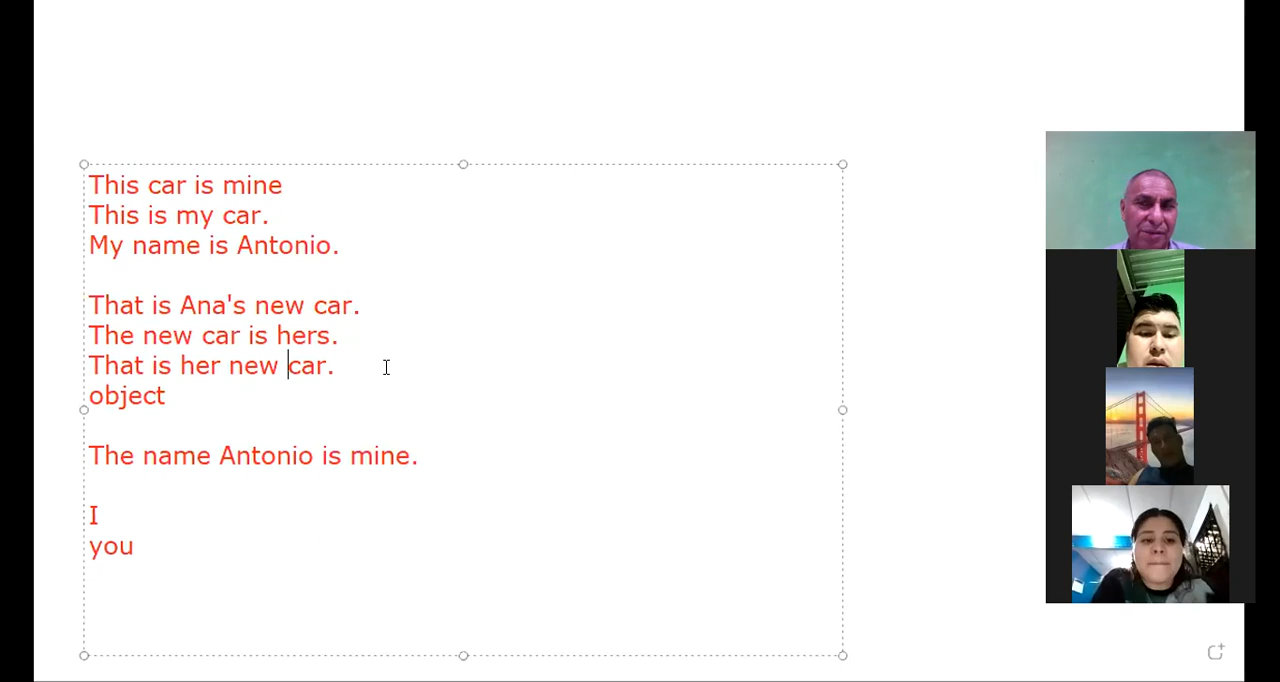 This car is mine
This is my car.
My name is Antonio.
That is Ana's new car.
The new car is hers.
That is her new car.
object
The name Antonio is mine.
I
you